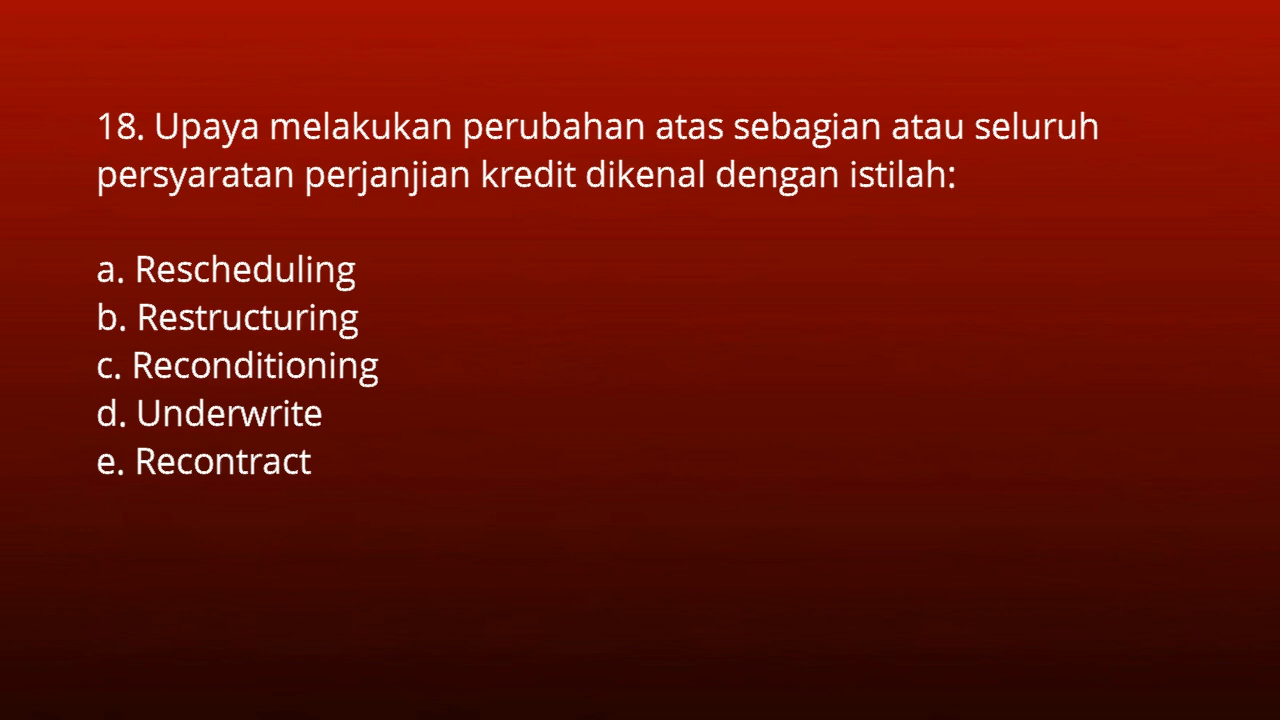 18. Upaya melakukan perubahan atas sebagian atau seluruh
persyaratan perjanjian kredit dikenal dengan istilah:
a. Rescheduling
b. Restructuring
c. Reconditioning
d. Underwrite
e. Recontract